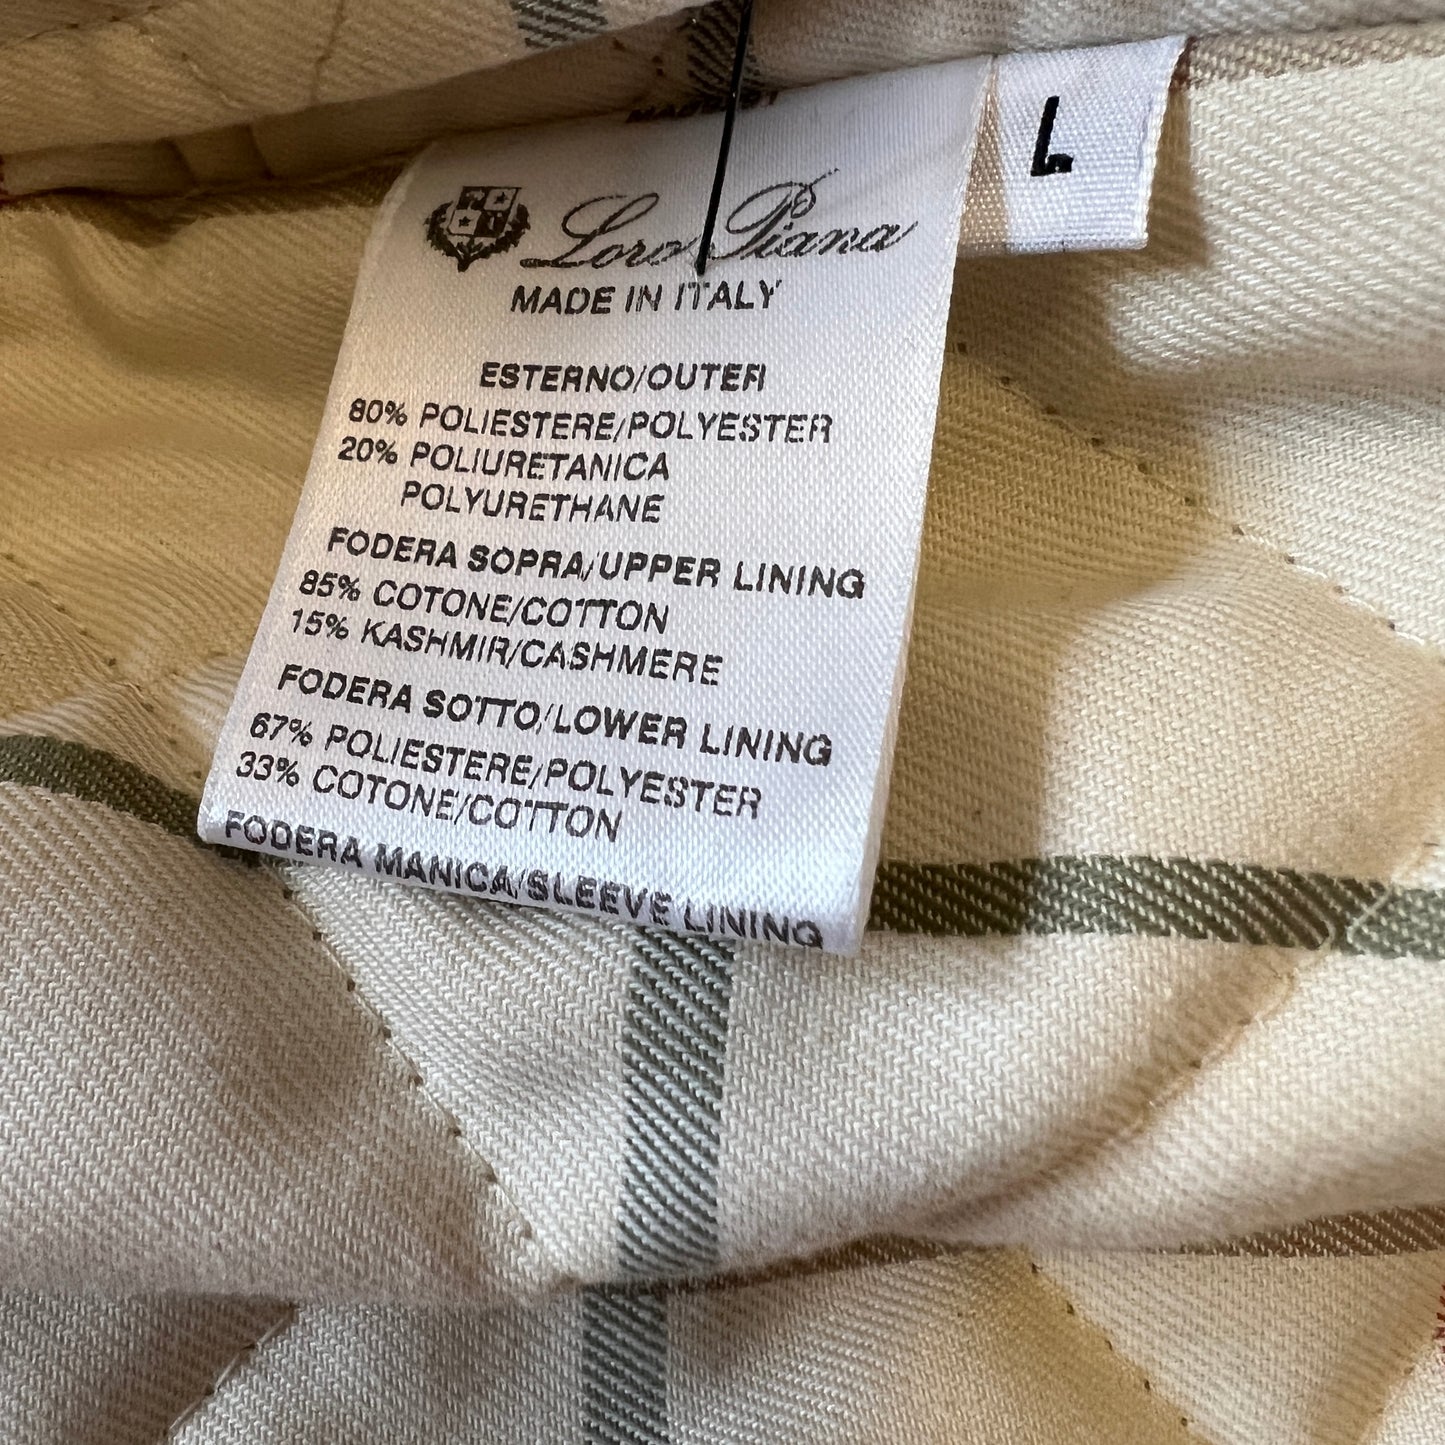 L
Loro Piana
MADE IN ITALY
ESTERNO/OUTER
80% POLIESTERE/POLYESTER
20% POLIURETANICA
POLYURETHANE
FODERA SOPRA/UPPER LINING
85% COTONE/COTTON
15% KASHMIR/CASHMERE
FODERA SOTTO/LOWER LINING
67% POLIESTERE/POLYESTER
33% COTONE/COTTON
FODERA MANICA/SLEEVE LINING